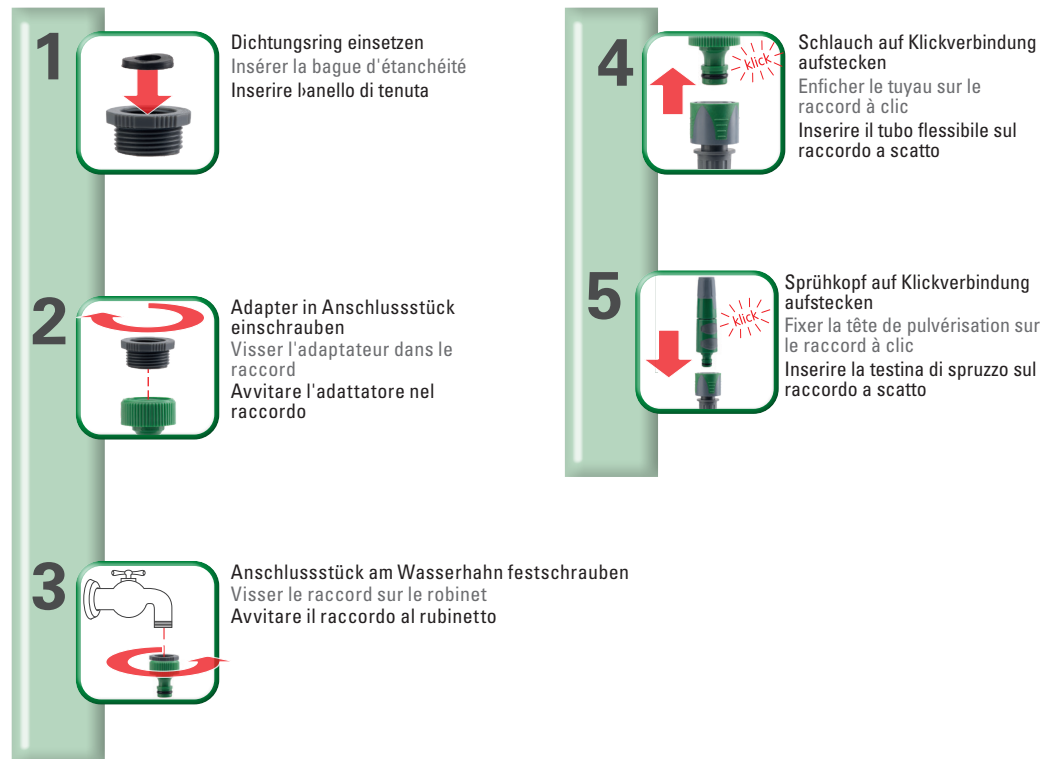 1
Dichtungsring einsetzen
Insérer la bague d'étanchéité
Inserire l›anello di tenuta
2
Adapter in Anschlussstück
einschrauben
Visser l'adaptateur dans le
raccord
Avvitare l'adattatore nel
raccordo
3
Anschlussstück am Wasserhahn festschrauben
Visser le raccord sur le robinet
Avvitare il raccordo al rubinetto
4
klick
Schlauch auf Klickverbindung
aufstecken
Enficher le tuyau sur le
raccord à clic
Inserire il tubo flessibile sul
raccordo a scatto
5
klick
Sprühkopf auf Klickverbindung
aufstecken
Fixer la tête de pulvérisation sur
le raccord à clic
Inserire la testina di spruzzo sul
raccordo a scatto